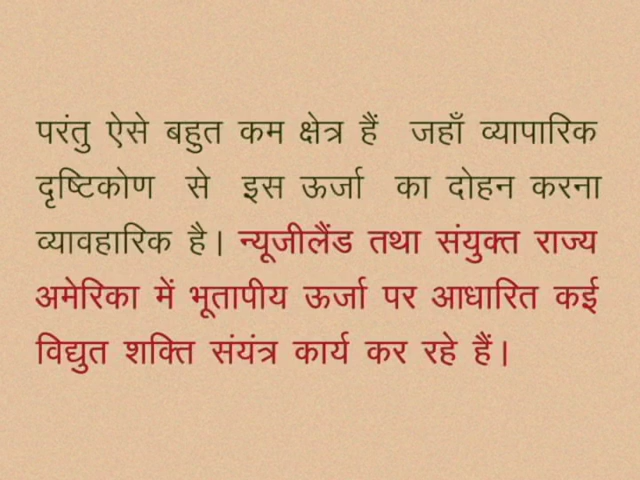 परंतु ऐसे बहुत कम क्षेत्र हैं जहाँ व्यापारिक
दृष्टिकोण से इस ऊर्जा का दोहन करना
व्यावहारिक है। न्यूजीलैंड तथा संयुक्त राज्य
अमेरिका में भूतापीय ऊर्जा पर आधारित कई
विद्युत शक्ति संयंत्र कार्य कर रहे हैं।